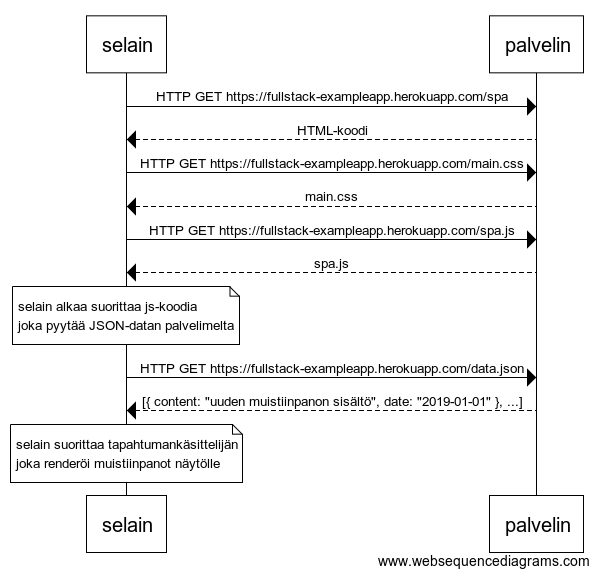 selain palvelin
HTTP GET https://fullstack-exampleapp.herokuapp.com/spa
HTML-koodi
HTTP GET https://fullstack-exampleapp.herokuapp.com/main.css
main.css
HTTP GET https://fullstack-exampleapp.herokuapp.com/spa.js
spa.js
selain alkaa suorittaa js-koodia
joka pyytää JSON-datan palvelimelta
HTTP GET https://fullstack-exampleapp.herokuapp.com/data.json
[{ content: "uuden muistiinpanon sisältö", date: "2019-01-01" }, ...]
selain suorittaa tapahtumankäsittelijän
joka renderöi muistiinpanot näytölle
selain palvelin
www.websequencediagrams.com